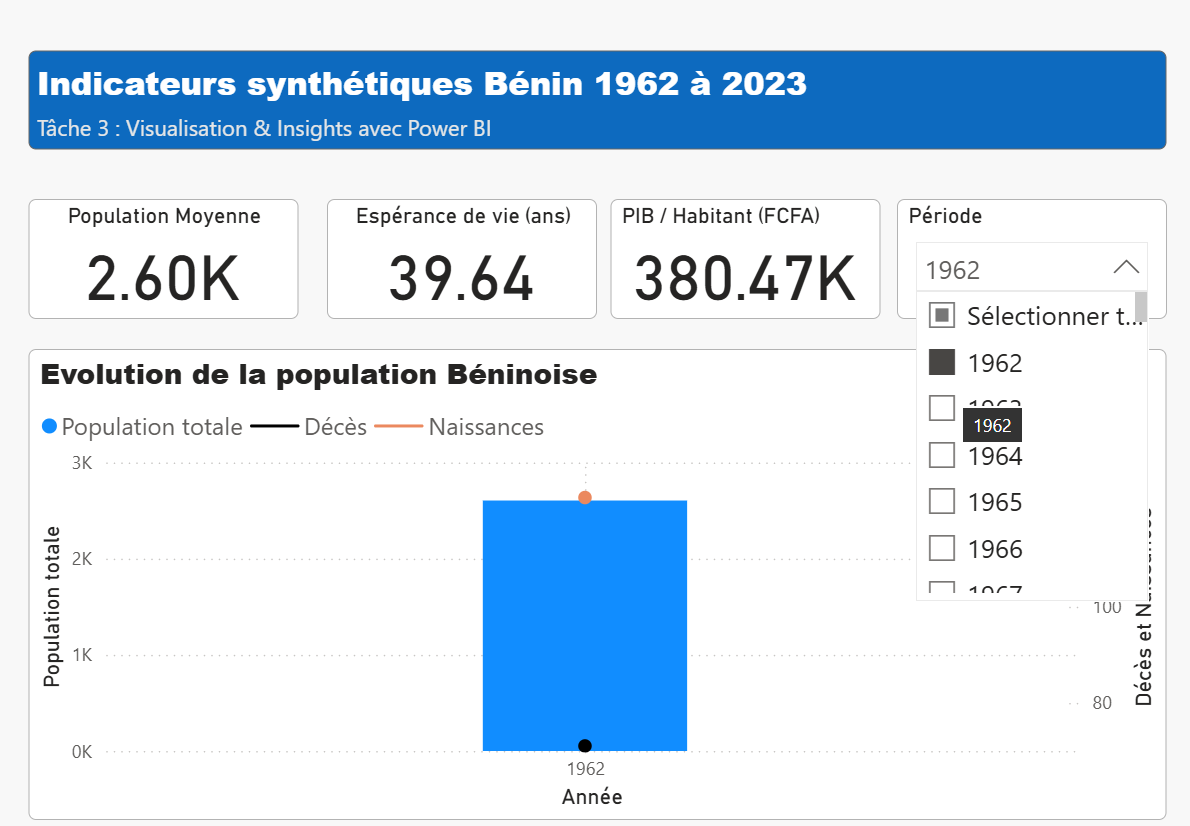 Indicateurs synthétiques Bénin 1962 à 2023
Tâche 3 : Visualisation & Insights avec Power BI
Population Moyenne
2.60K
Espérance de vie (ans)
39.64
PIB / Habitant (FCFA)
380.47K
Période
1962
Sélectionner t...
1962
1962
1964
1965
1966
1967
Evolution de la population Béninoise
Population totale
Décès
Naissances
3K
2K
1K
0K
Population totale
1962
Année
100
80
Décès et